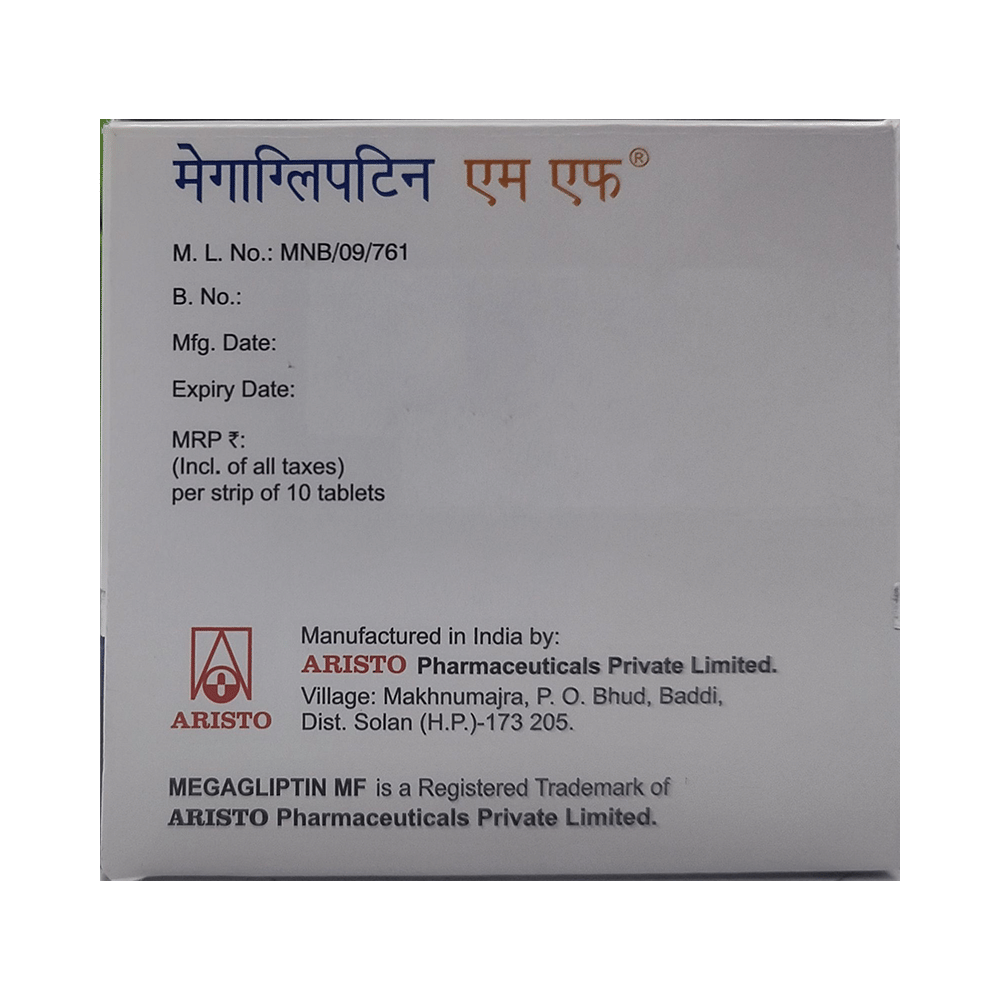 मेगाग्लिपटिन एम एफ®
M. L. No.: MNB/09/761
B. No.:
Mfg. Date:
Expiry Date:
MRP ₹:
(Incl. of all taxes)
per strip of 10 tablets
Manufactured in India by:
ARISTO Pharmaceuticals Private Limited.
Village: Makhnumajra, P. O. Bhud, Baddi,
Dist. Solan (H.P.)-173 205.
ARISTO
MEGAGLIPTIN MF is a Registered Trademark of
ARISTO Pharmaceuticals Private Limited.